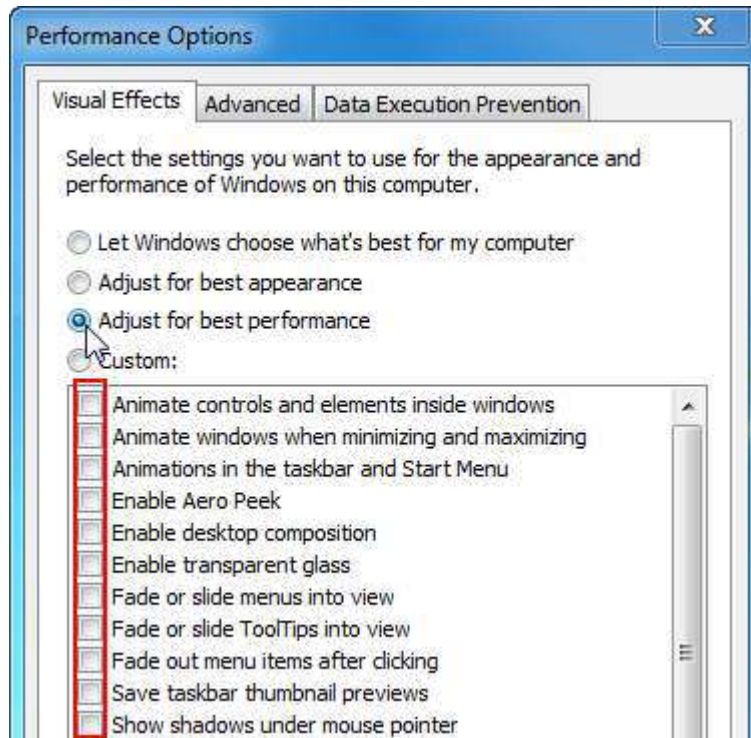 Performance Options
Visual Effects
Advanced
Data Execution Prevention
Select the settings you want to use for the appearance and
performance of Windows on this computer.
Let Windows choose what's best for my computer
Adjust for best appearance
Adjust for best performance
Custom:
Animate controls and elements inside windows
Animate windows when minimizing and maximizing
Animations in the taskbar and Start Menu
Enable Aero Peek
Enable desktop composition
Enable transparent glass
Fade or slide menus into view
Fade or slide ToolTips into view
Fade out menu items after clicking
Save taskbar thumbnail previews
Show shadows under mouse pointer